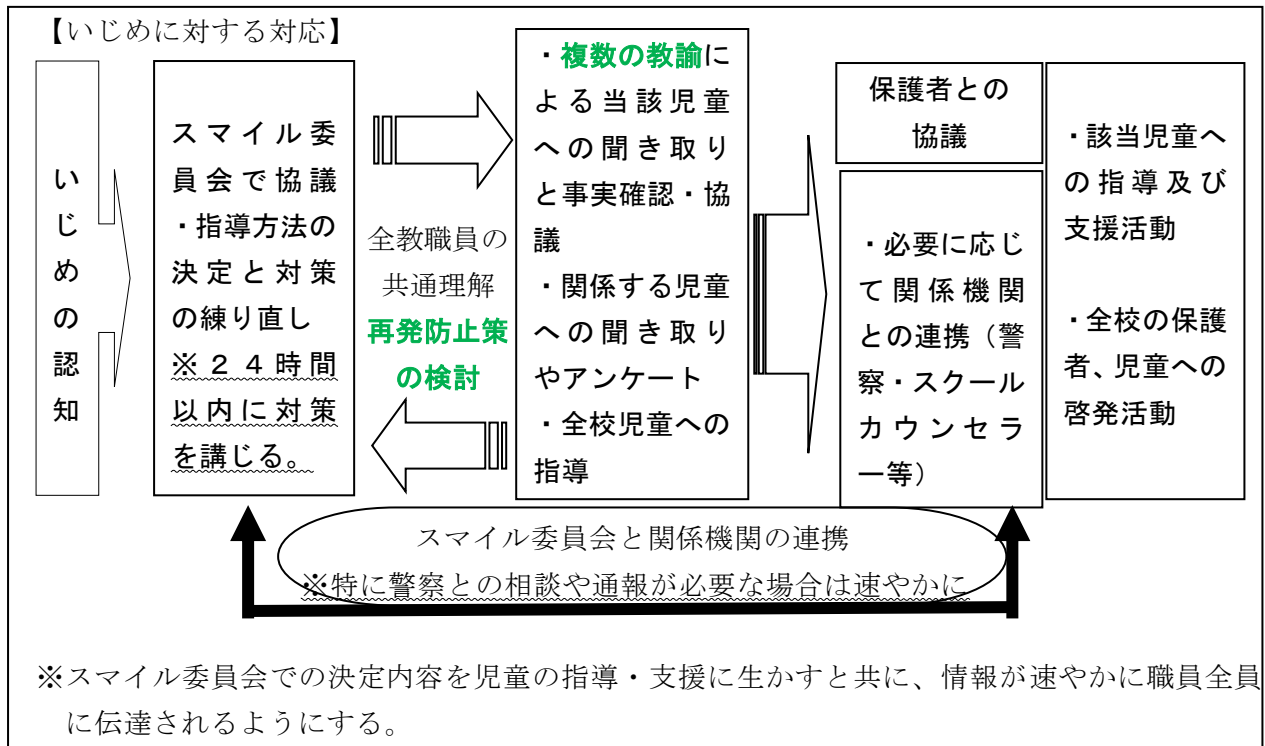 【いじめに対する対応】
いじめの認知
スマイル委
員会で協議
・指導方法の
決定と対策
の練り直し
※２４時間
以内に対策
を講じる。
全教職員の
共通理解
再発防止策
の検討
・複数の教諭に
よる当該児童
への聞き取り
と事実確認・協
議
・関係する児童
への聞き取り
やアンケート
・全校児童への
指導
保護者との
協議
・必要に応じ
て関係機関
との連携（警
察・スクール
カウンセラ
ー等）
・該当児童へ
の指導及び
支援活動
・全校の保護
者、児童への
啓発活動
スマイル委員会と関係機関の連携
※特に警察との相談や通報が必要な場合は速やかに
※スマイル委員会での決定内容を児童の指導・支援に生かすと共に、情報が速やかに職員全員
に伝達されるようにする。